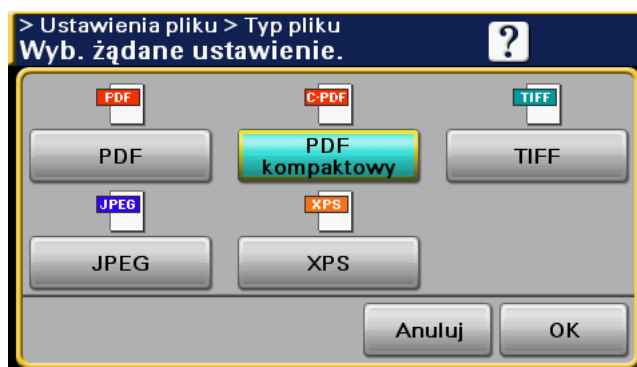 > Ustawienia pliku > Typ pliku
Wyb. żądane ustawienie.
?
PDF
C-PDF
TIFF
PDF
PDF
kompaktowy
TIFF
JPEG
XPS
JPEG
XPS
Anuluj
OK